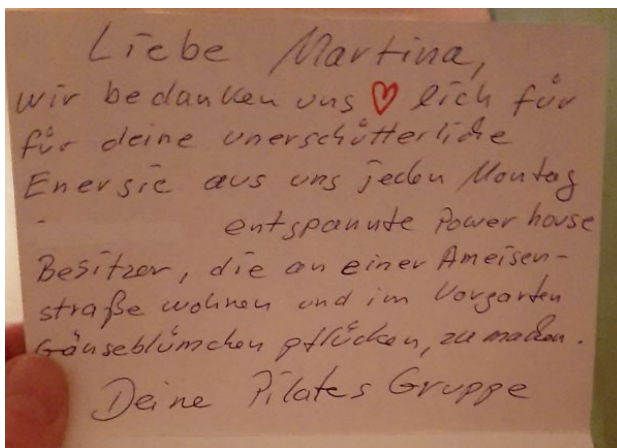 Liebe Martina,
wir bedanken uns ♡lich für
für deine unerschütterliche
Energie aus uns jeden Montag
- entspannte Powerhouse
Besitzer, die an einer Ameisen-
straße wohnen und im Vorgarten
Gänseblümchen pflücken, zu machen.
Deine Pilates Gruppe